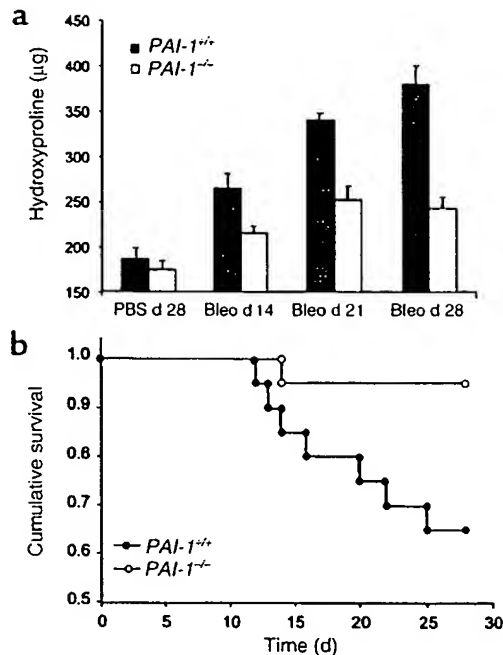 a
PAI-1+/+
PAI-1−/−
Hydroxyproline (μg)
450
400
350
300
250
200
150
PBS d 28 Bleo d 14 Bleo d 21 Bleo d 28
b
Cumulative survival
1.0
0.9
0.8
0.7
0.6
0.5
PAI-1+/+
PAI-1−/−
0 5 10 15 20 25 30
Time (d)